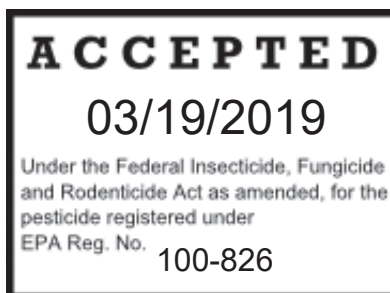 ACCEPTED
03/19/2019
Under the Federal Insecticide, Fungicide
and Rodenticide Act as amended, for the
pesticide registered under
EPA Reg. No. 100-826